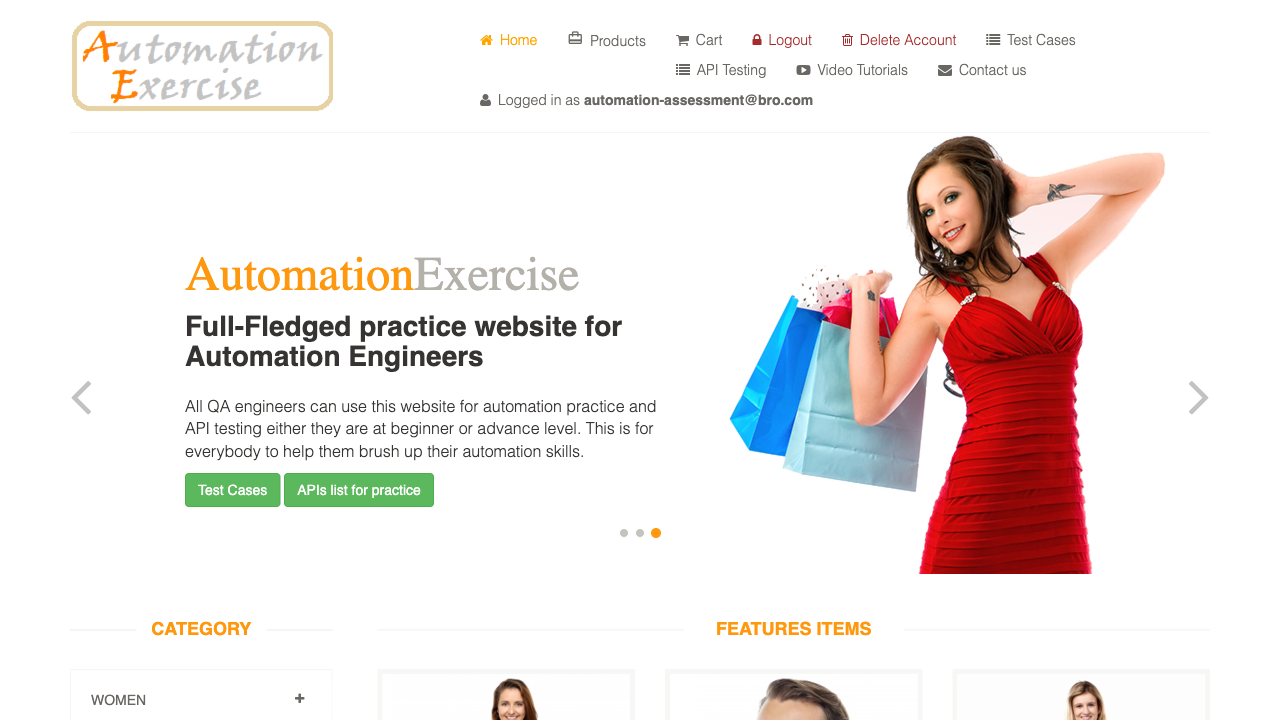 Automation
Exercise
Home Products Cart Logout Delete Account Test Cases
API Testing Video Tutorials Contact us
Logged in as automation-assessment@bro.com
AutomationExercise
Full-Fledged practice website for
Automation Engineers
All QA engineers can use this website for automation practice and
API testing either they are at beginner or advance level. This is for
everybody to help them brush up their automation skills.
Test Cases APIs list for practice
CATEGORY
FEATURES ITEMS
WOMEN